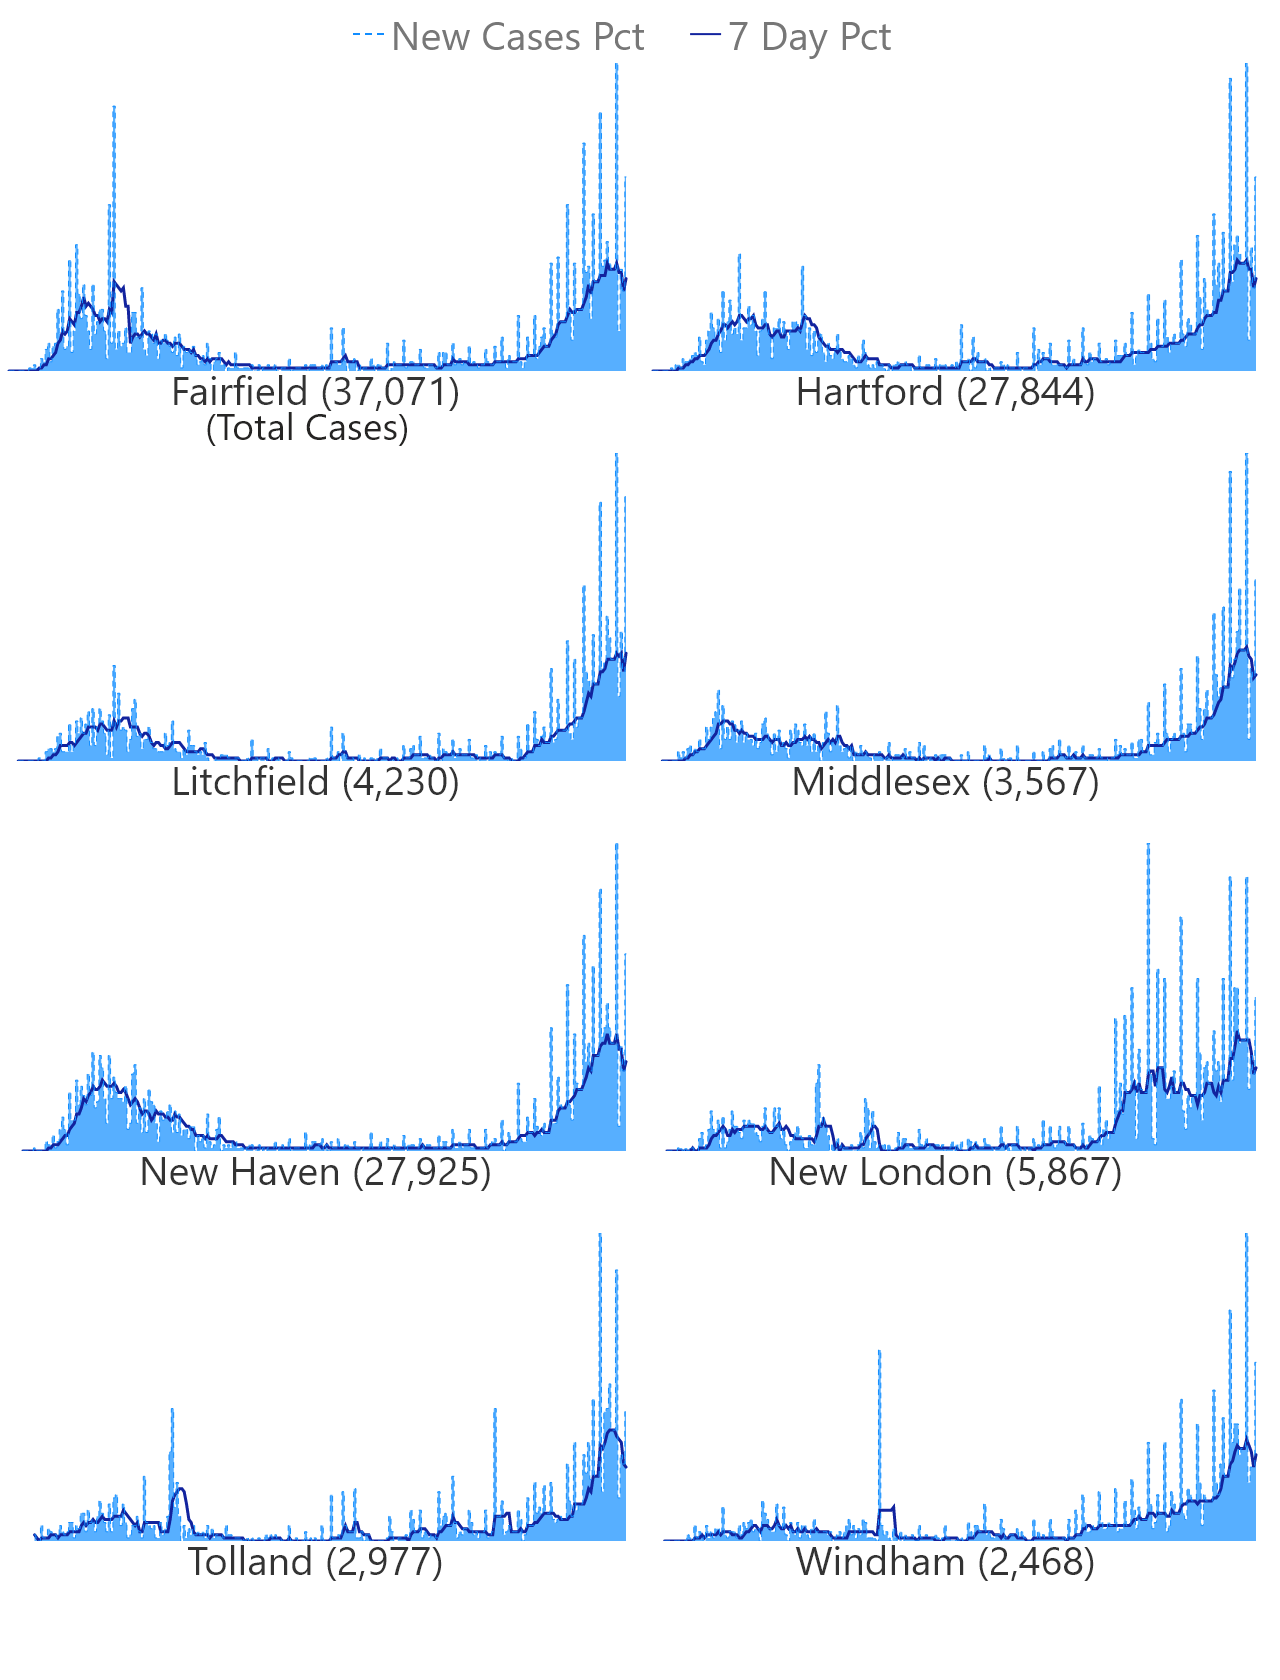 New Cases Pct 7 Day Pct
Fairfield (37,071) Hartford (27,844)
(Total Cases)
Litchfield (4,230) Middlesex (3,567)
New Haven (27,925) New London (5,867)
Tolland (2,977) Windham (2,468)